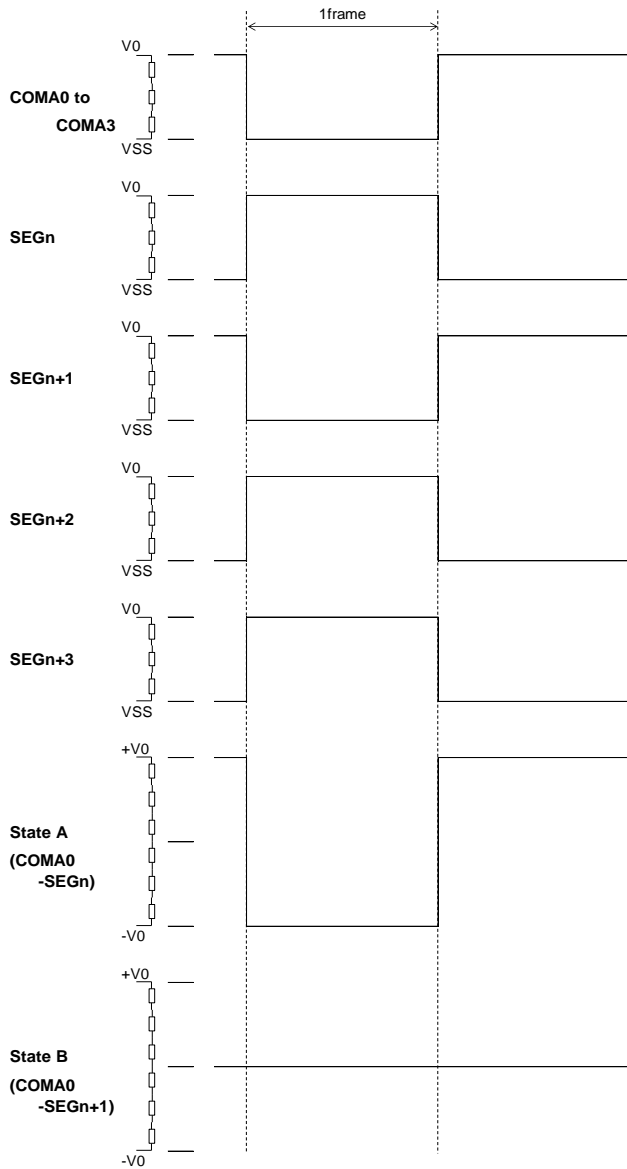 1frame
V0
COMA0 to
COMA3
VSS
V0
SEGn
VSS
V0
SEGn+1
VSS
V0
SEGn+2
VSS
V0
SEGn+3
VSS
+V0
State A
(COMA0
-SEGn)
-V0
+V0
State B
(COMA0
-SEGn+1)
-V0